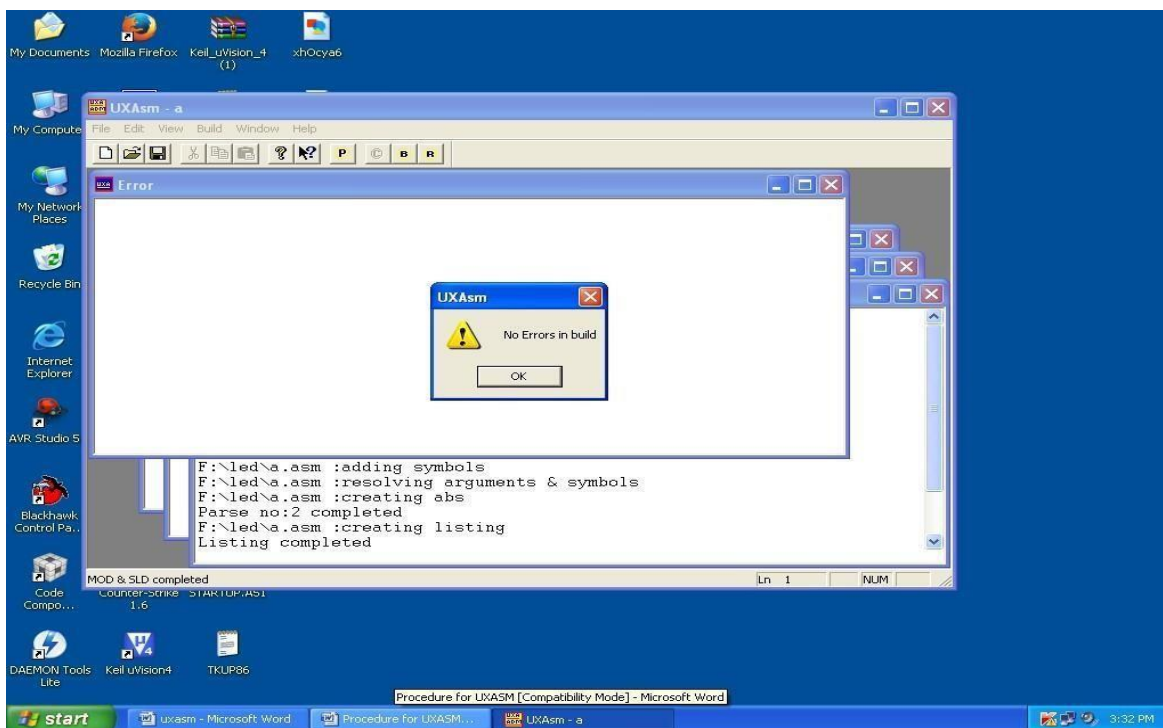 My Documents
Mozilla Firefox
Keil_uVision_4
(1)
xhOcya6
My Compute
UXAsm - a
File Edit View Build Window Help
P © B R
My Network
Places
Error
Recycle Bin
UXAsm
No Errors in build
OK
Internet
Explorer
AVR Studio 5
F:\led\a.asm :adding symbols
F:\led\a.asm :resolving arguments & symbols
F:\led\a.asm :creating abs
Parse no:2 completed
F:\led\a.asm :creating listing
Listing completed
Blackhawk
Control Pa..
MOD & SLD completed
Ln 1
NUM
Code
Compo...
Counter-Strike
1.6
STARTUP.A51
DAEMON Tools
Lite
Keil uVision4
TKUP86
Procedure for UXASM [Compatibility Mode] - Microsoft Word
start
uxasm - Microsoft Word
Procedure for UXASM...
UXAsm - a
3:32 PM